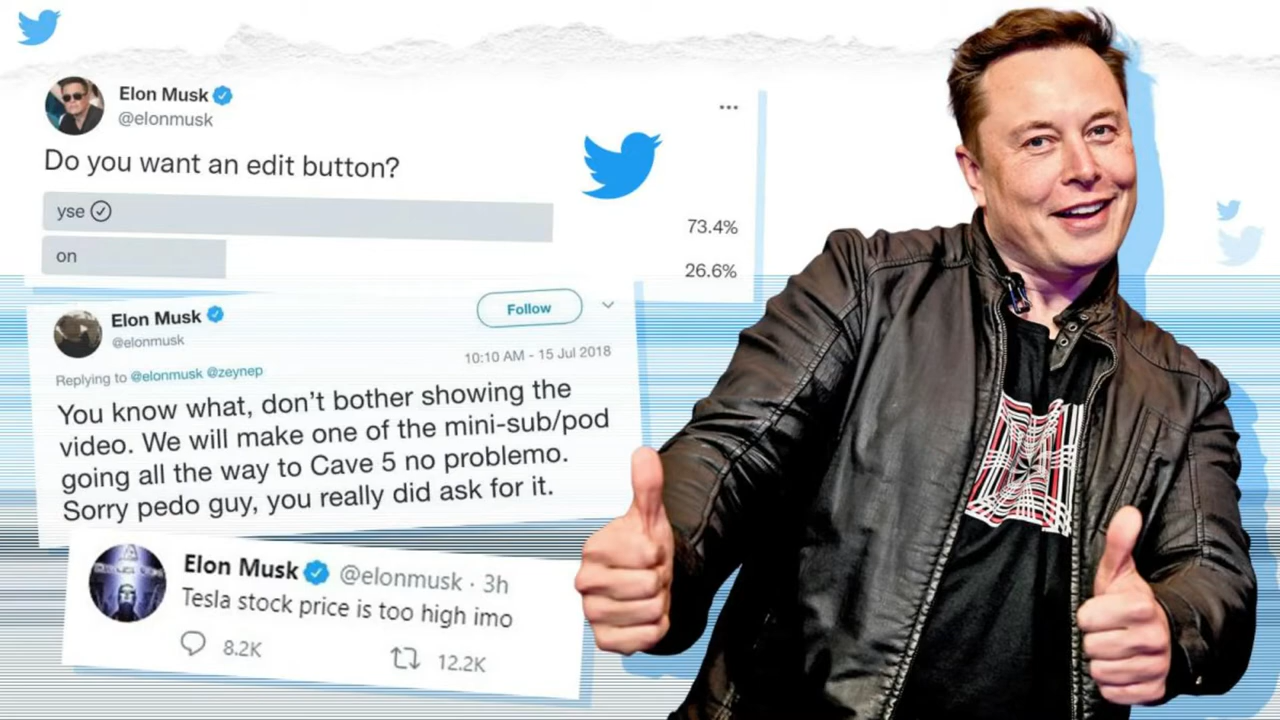 Elon Musk
@elonmusk
Do you want an edit button?
yse
73.4%
on
26.6%
Elon Musk
@elonmusk
Follow
10:10 AM - 15 Jul 2018
Replying to @elonmusk @zeynep
You know what, don't bother showing the
video. We will make one of the mini-sub/pod
going all the way to Cave 5 no problemo.
Sorry pedo guy, you really did ask for it.
Elon Musk @elonmusk · 3h
Tesla stock price is too high imo
8.2K 12.2K